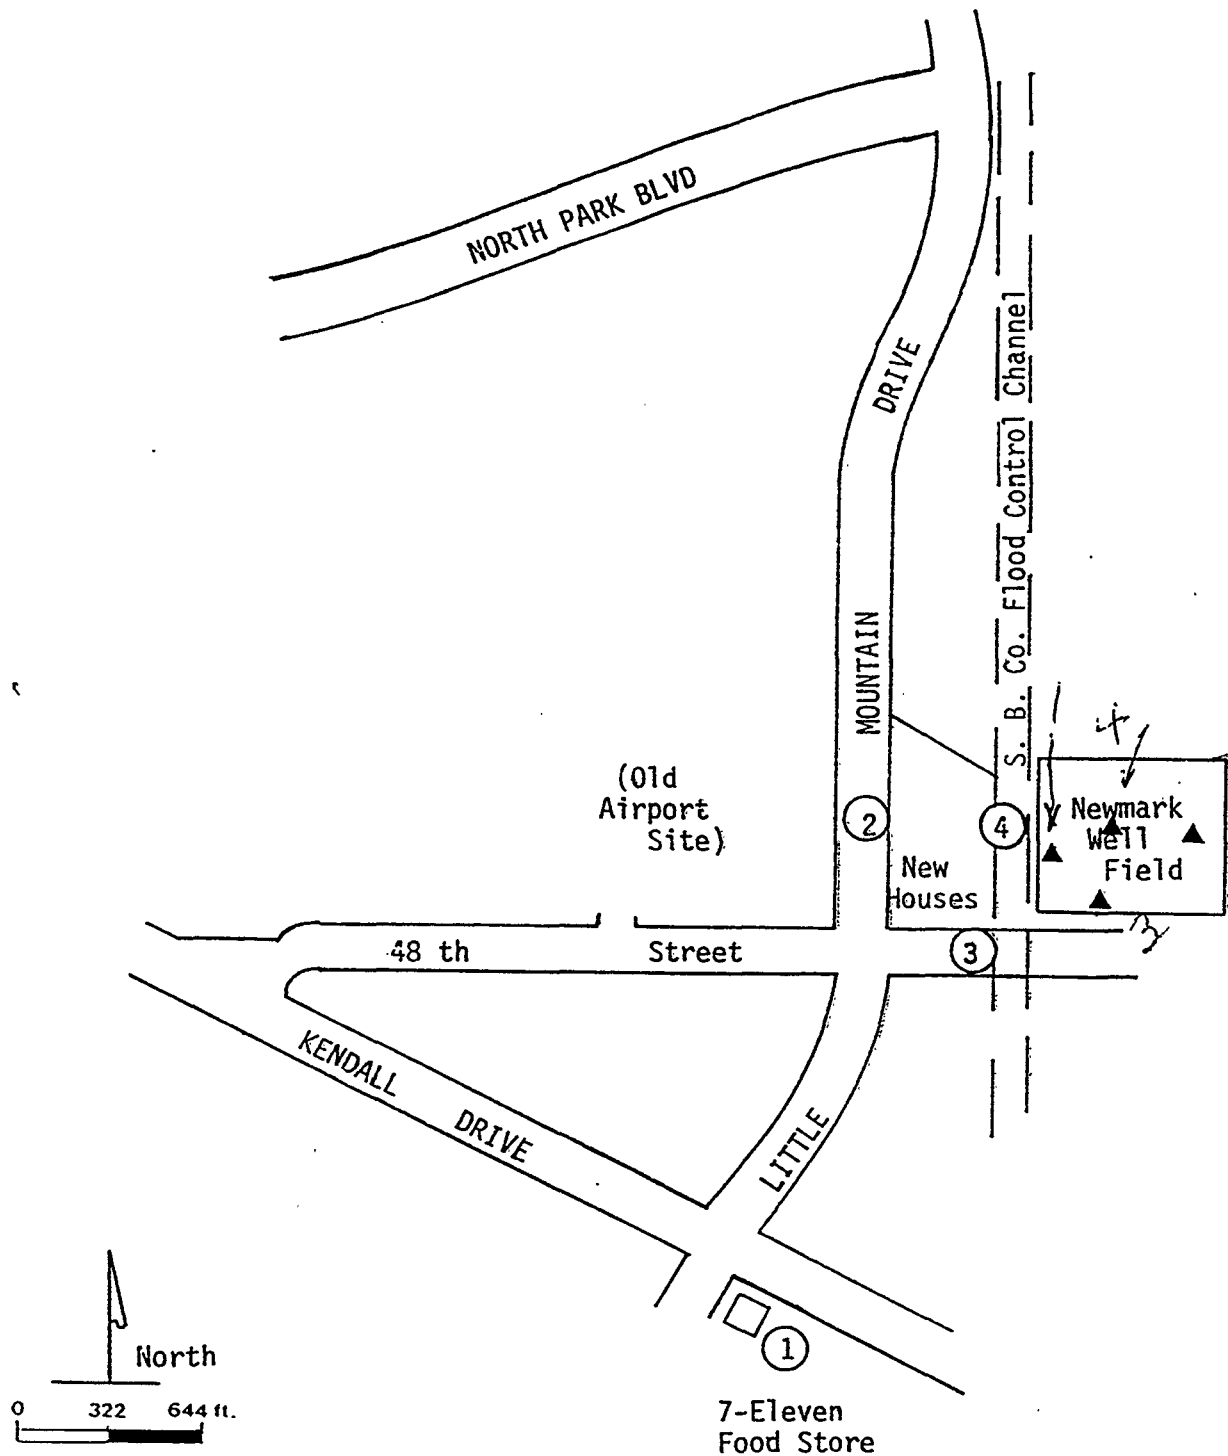 NORTH PARK BLVD
DRIVE
S. B. Co. Flood Control Channel
MOUNTAIN
4
(Old
Airport
Site)
2
4
Newmark
Well
Field
New
Houses
48 th Street
3
3
KENDALL DRIVE
LITTLE
North
0 322 644 ft.
1
7-Eleven
Food Store